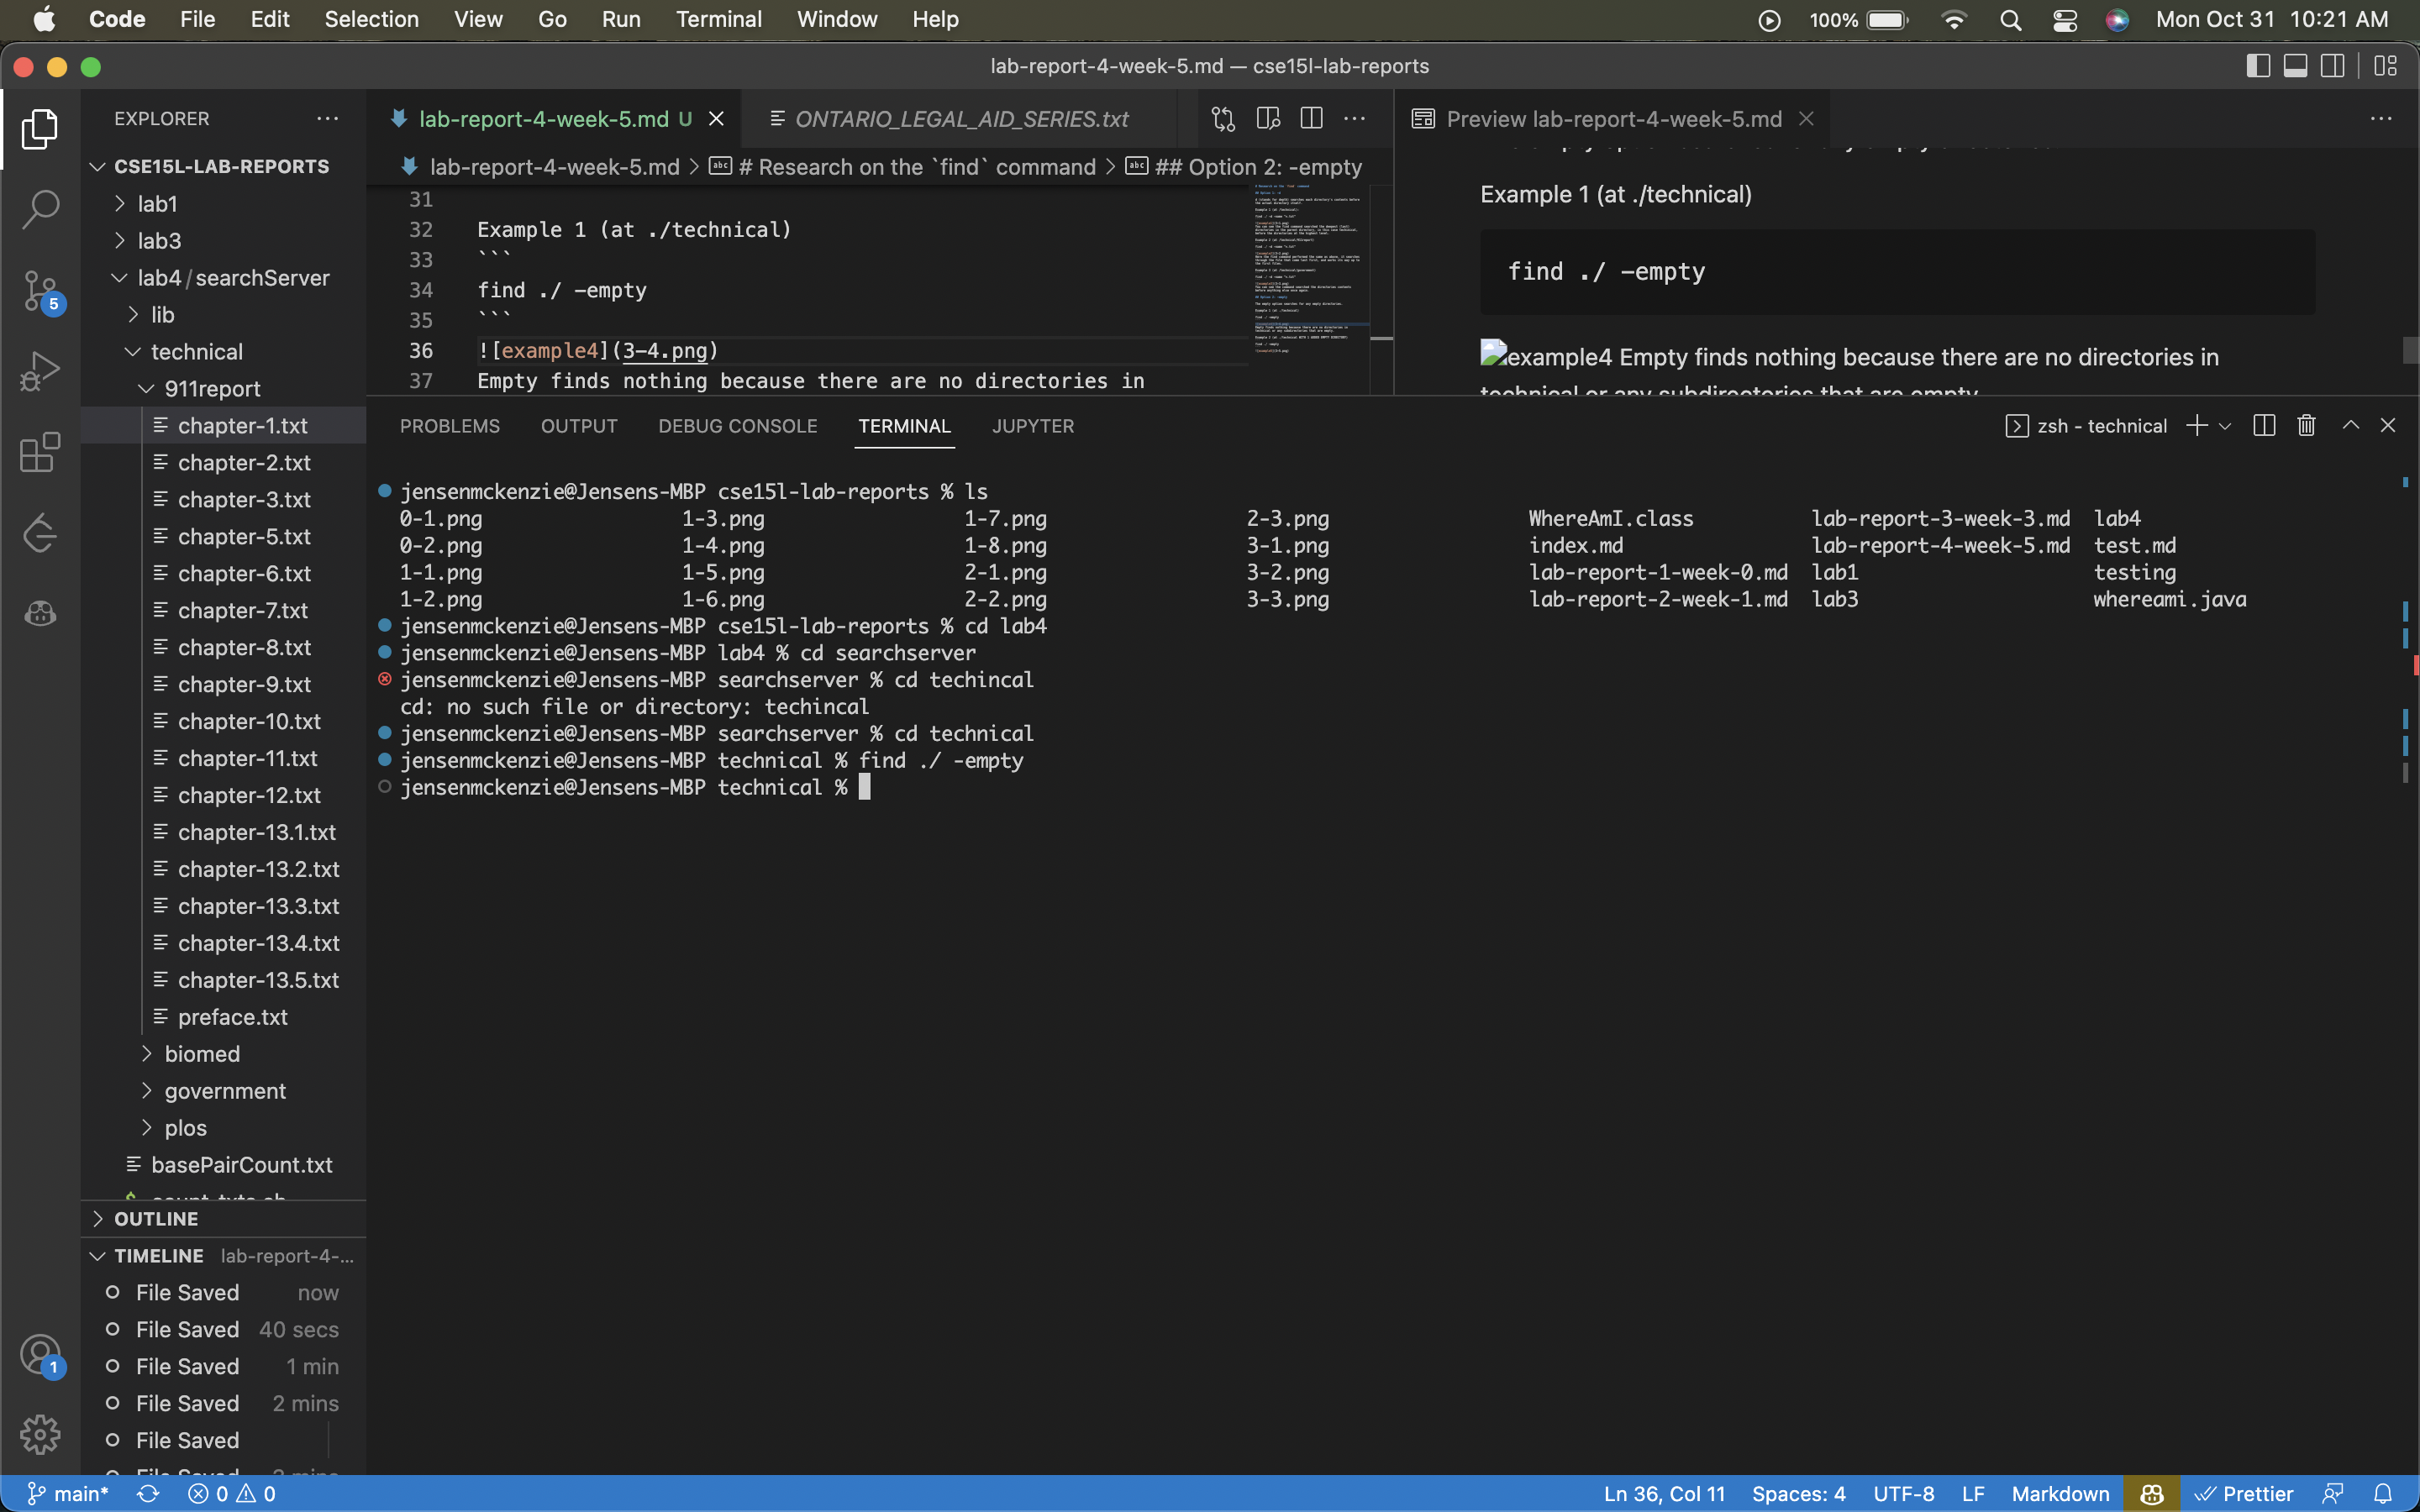 Code File Edit Selection View Go Run Terminal Window Help 100% Mon Oct 31 10:21 AM
lab-report-4-week-5.md — cse15l-lab-reports
EXPLORER
CSE15L-LAB-REPORTS
lab1
lab3
lab4/searchServer
lib
technical
911report
chapter-1.txt
chapter-2.txt
chapter-3.txt
chapter-5.txt
chapter-6.txt
chapter-7.txt
chapter-8.txt
chapter-9.txt
chapter-10.txt
chapter-11.txt
chapter-12.txt
chapter-13.1.txt
chapter-13.2.txt
chapter-13.3.txt
chapter-13.4.txt
chapter-13.5.txt
preface.txt
biomed
government
plos
basePairCount.txt
OUTLINE
TIMELINE lab-report-4-...
File Saved now
File Saved 40 secs
File Saved 1 min
File Saved 2 mins
File Saved
5
1
lab-report-4-week-5.md U
ONTARIO_LEGAL_AID_SERIES.txt
lab-report-4-week-5.md > # Research on the `find` command > ## Option 2: -empty
31
32 Example 1 (at ./technical)
33 ```
34 find ./ -empty
35 ```
36 ![example4](3-4.png)
37 Empty finds nothing because there are no directories in
Preview lab-report-4-week-5.md
Example 1 (at ./technical)
find ./ -empty
example4 Empty finds nothing because there are no directories in
technical or any subdirectories that are empty
PROBLEMS OUTPUT DEBUG CONSOLE TERMINAL JUPYTER
zsh - technical
jensenmckenzie@Jensens-MBP cse15l-lab-reports % ls
0-1.png 1-3.png 1-7.png 2-3.png WhereAmI.class lab-report-3-week-3.md lab4
0-2.png 1-4.png 1-8.png 3-1.png index.md lab-report-4-week-5.md test.md
1-1.png 1-5.png 2-1.png 3-2.png lab-report-1-week-0.md lab1 testing
1-2.png 1-6.png 2-2.png 3-3.png lab-report-2-week-1.md lab3 whereami.java
jensenmckenzie@Jensens-MBP cse15l-lab-reports % cd lab4
jensenmckenzie@Jensens-MBP lab4 % cd searchserver
jensenmckenzie@Jensens-MBP searchserver % cd techincal
cd: no such file or directory: techincal
jensenmckenzie@Jensens-MBP searchserver % cd technical
jensenmckenzie@Jensens-MBP technical % find ./ -empty
jensenmckenzie@Jensens-MBP technical %
main* 0 0
Ln 36, Col 11 Spaces: 4 UTF-8 LF Markdown Prettier